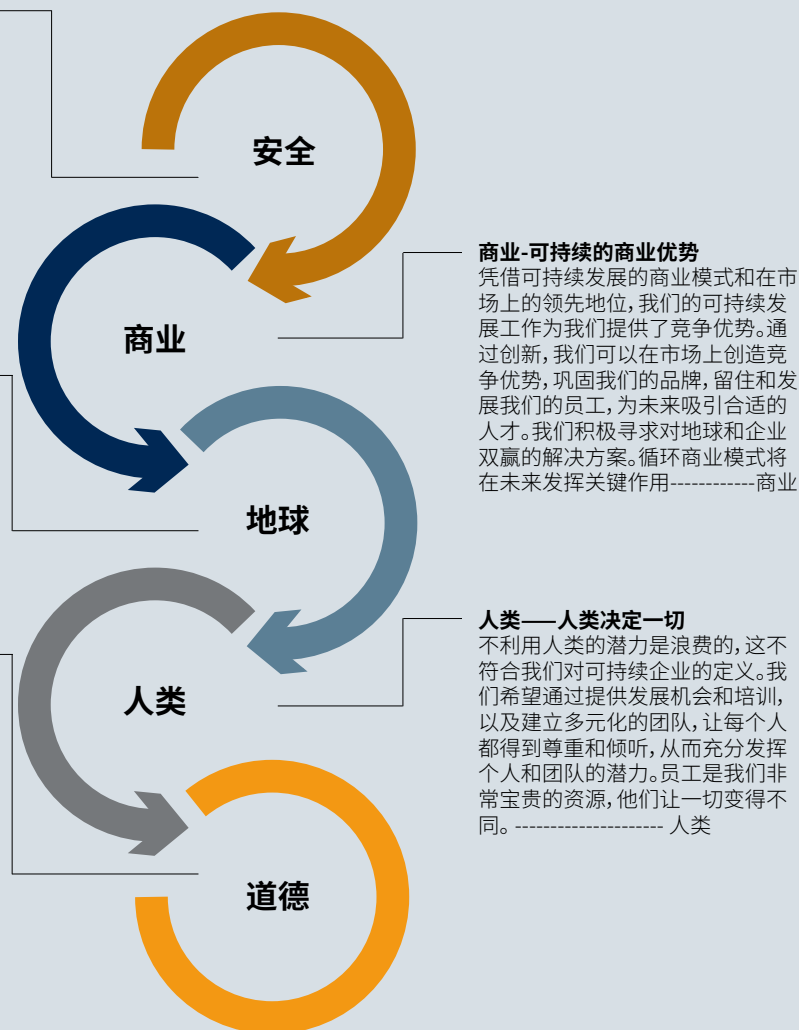 安全
商业
地球
人类
道德
商业-可持续的商业优势
凭借可持续发展的商业模式和在市
场上的领先地位，我们的可持续发
展工作为我们提供了竞争优势。通
过创新，我们可以在市场上创造竞
争优势，巩固我们的品牌，留住和发
展我们的员工，为未来吸引合适的
人才。我们积极寻求对地球和企业
双赢的解决方案。循环商业模式将
在未来发挥关键作用------------商业
人类——人类决定一切
不利用人类的潜力是浪费的，这不
符合我们对可持续企业的定义。我
们希望通过提供发展机会和培训，
以及建立多元化的团队，让每个人
都得到尊重和倾听，从而充分发挥
个人和团队的潜力。员工是我们非
常宝贵的资源，他们让一切变得不
同。--------------------- 人类